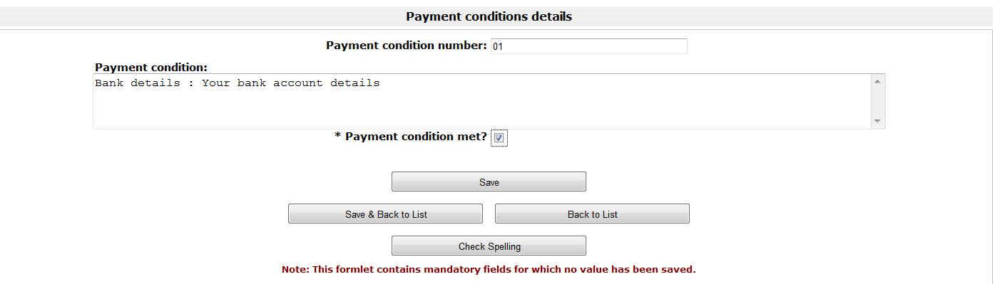 Payment conditions details
Payment condition number: 01
Payment condition:
Bank details : Your bank account details
* Payment condition met?
Save
Save & Back to List Back to List
Check Spelling
Note: This formlet contains mandatory fields for which no value has been saved.